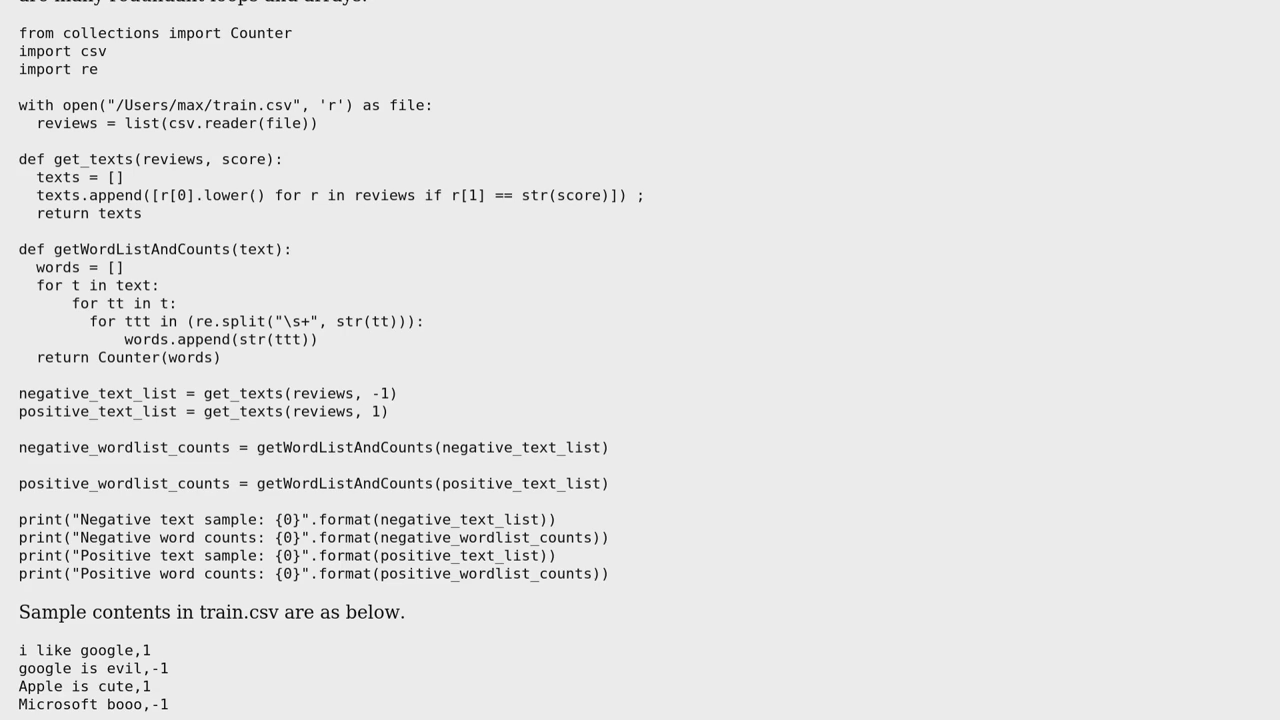 are many redundant loops and arrays.
from collections import Counter
import csv
import re
with open("/Users/max/train.csv", 'r') as file:
  reviews = list(csv.reader(file))
def get_texts(reviews, score):
  texts = []
  texts.append([r[0].lower() for r in reviews if r[1] == str(score)]) ;
  return texts
def getWordListAndCounts(text):
  words = []
  for t in text:
      for tt in t:
        for ttt in (re.split("\s+", str(tt))):
            words.append(str(ttt))
  return Counter(words)
negative_text_list = get_texts(reviews, -1)
positive_text_list = get_texts(reviews, 1)
negative_wordlist_counts = getWordListAndCounts(negative_text_list)
positive_wordlist_counts = getWordListAndCounts(positive_text_list)
print("Negative text sample: {0}".format(negative_text_list))
print("Negative word counts: {0}".format(negative_wordlist_counts))
print("Positive text sample: {0}".format(positive_text_list))
print("Positive word counts: {0}".format(positive_wordlist_counts))
Sample contents in train.csv are as below.
i like google,1
google is evil,-1
Apple is cute,1
Microsoft booo,-1